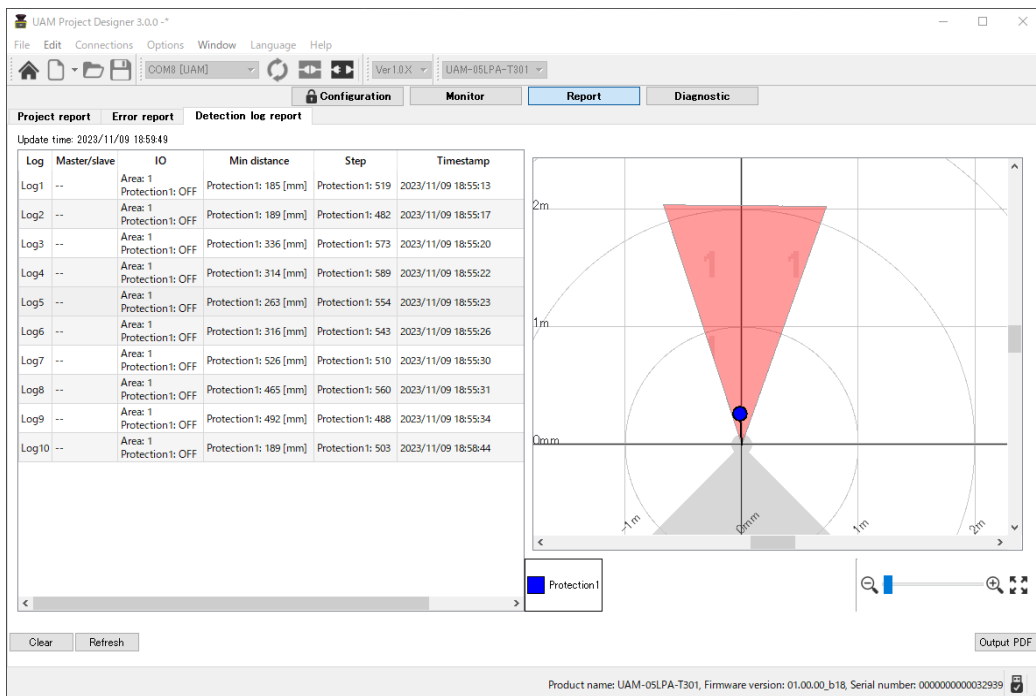 UAM Project Designer 3.0.0 -*
File Edit Connections Options Window Language Help
COM8 [UAM] Ver1.0X UAM-05LPA-T301
Configuration Monitor Report Diagnostic
Project report Error report Detection log report
Update time: 2023/11/09 18:59:49
Log Master/slave IO Min distance Step Timestamp
Log1 -- Area: 1 Protection1: OFF Protection1: 185 [mm] Protection1: 519 2023/11/09 18:55:13
Log2 -- Area: 1 Protection1: OFF Protection1: 189 [mm] Protection1: 482 2023/11/09 18:55:17
Log3 -- Area: 1 Protection1: OFF Protection1: 336 [mm] Protection1: 573 2023/11/09 18:55:20
Log4 -- Area: 1 Protection1: OFF Protection1: 314 [mm] Protection1: 589 2023/11/09 18:55:22
Log5 -- Area: 1 Protection1: OFF Protection1: 263 [mm] Protection1: 554 2023/11/09 18:55:23
Log6 -- Area: 1 Protection1: OFF Protection1: 316 [mm] Protection1: 543 2023/11/09 18:55:26
Log7 -- Area: 1 Protection1: OFF Protection1: 526 [mm] Protection1: 510 2023/11/09 18:55:30
Log8 -- Area: 1 Protection1: OFF Protection1: 465 [mm] Protection1: 560 2023/11/09 18:55:31
Log9 -- Area: 1 Protection1: OFF Protection1: 492 [mm] Protection1: 488 2023/11/09 18:55:34
Log10 -- Area: 1 Protection1: OFF Protection1: 189 [mm] Protection1: 503 2023/11/09 18:58:44
2m
1 1
1m
1
0mm
-1m 0mm 1m 2m
Protection1
Clear Refresh Output PDF
Product name: UAM-05LPA-T301, Firmware version: 01.00.00_b18, Serial number: 0000000000032939